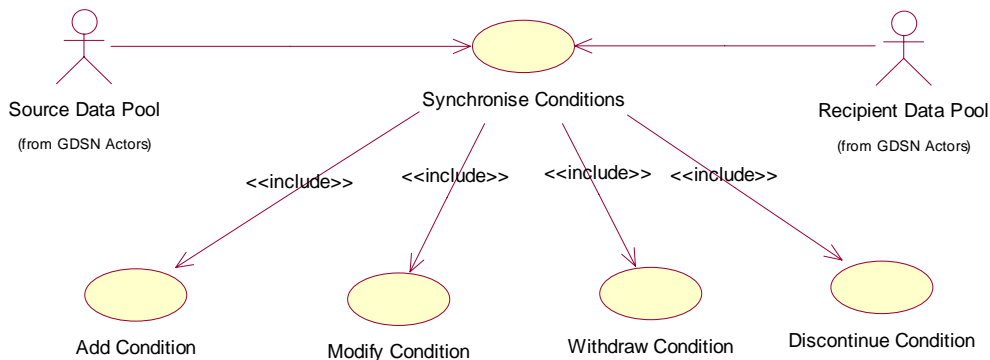 Source Data Pool
(from GDSN Actors)
Synchronise Conditions
Recipient Data Pool
(from GDSN Actors)
<<include>>
<<include>>
<<include>>
<<include>>
Add Condition
Modify Condition
Withdraw Condition
Discontinue Condition